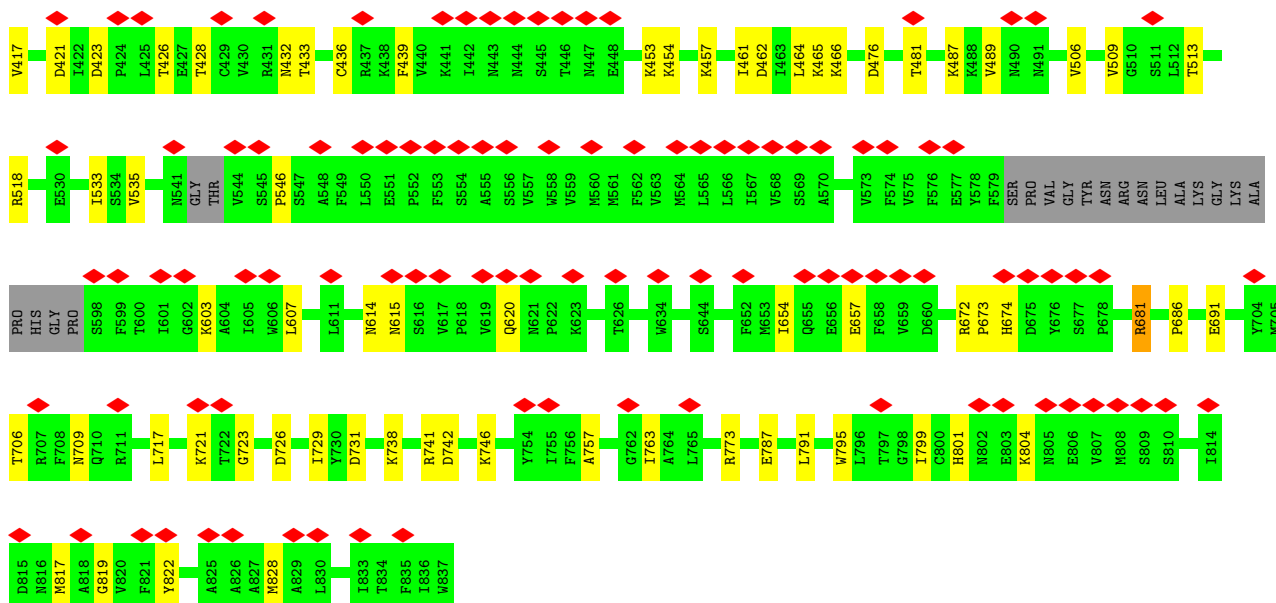 V417 D421 I422 D423 P424 L425 T426 E427 T428 C429 V430 R431 N432 T433 C436 R437 K438 F439 V440 K441 I442 N443 N444 S445 T446 N447 E448 K453 K454 K457 I461 D462 I463 L464 K465 K466 D476 T481 K487 K488 V489 N490 N491 V506 V509 G510 S511 L512 T513
R518 E530 I533 S534 V535 N541 GLY THR V544 S545 P546 S547 A548 F549 L550 E551 P552 F553 S554 A555 S556 V557 W558 V559 M560 M561 F562 V563 M564 L565 L566 I567 V568 S569 A570 V573 F574 V575 F576 E577 Y578 F579 SER PRO VAL GLY TYR ASN ARG ASN LEU ALA LYS GLY LYS ALA
PRO HIS GLY PRO S598 F599 T600 I601 G602 K603 A604 I605 W606 L607 L611 N614 N615 S616 V617 P618 V619 Q620 N621 P622 K623 T626 W634 S644 F652 M653 I654 Q655 E656 E657 F658 V659 D660 R672 P673 H674 D675 Y676 S677 P678 R681 P686 E691 Y704 M705
T706 R707 F708 N709 Q710 R711 L717 K721 T722 G723 D726 I729 Y730 D731 K738 R741 D742 K746 Y754 I755 F756 A757 G762 I763 A764 L765 R773 E787 L791 W795 L796 T797 G798 I799 C800 H801 N802 E803 K804 N805 E806 V807 M808 S809 S810 I814
D815 N816 M817 A818 G819 V820 F821 Y822 A825 A826 A827 M828 A829 L830 I833 T834 F835 I836 W837